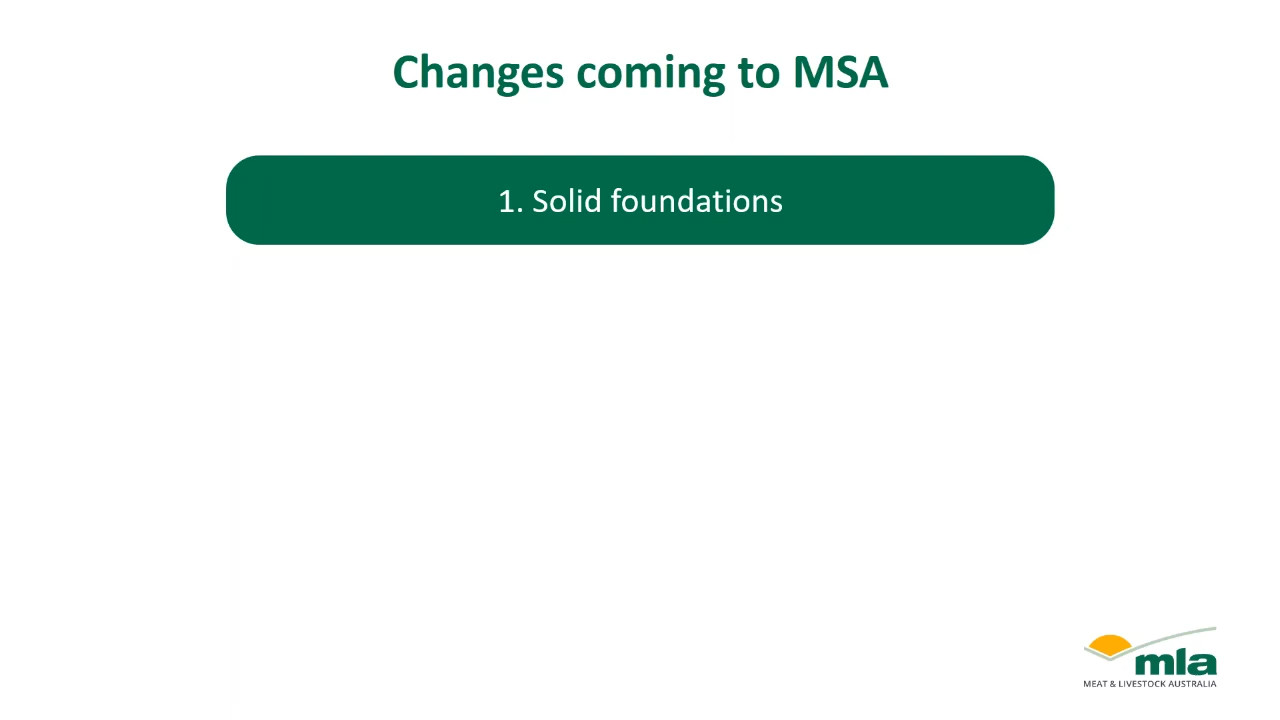 Changes coming to MSA
1. Solid foundations
mla
MEAT & LIVESTOCK AUSTRALIA